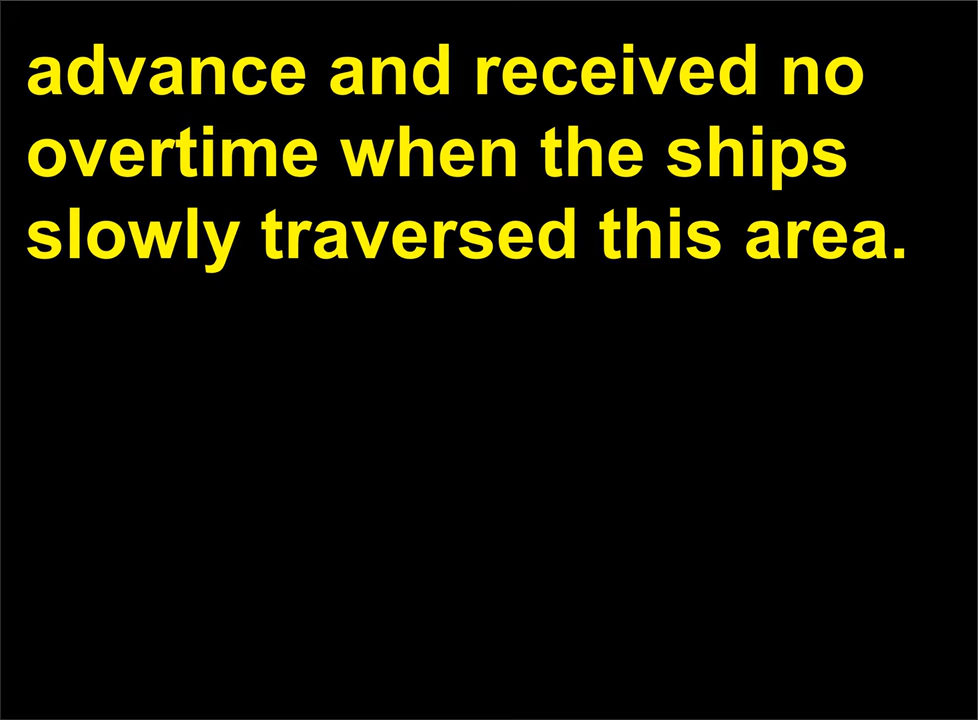 advance and received no
overtime when the ships
slowly traversed this area.